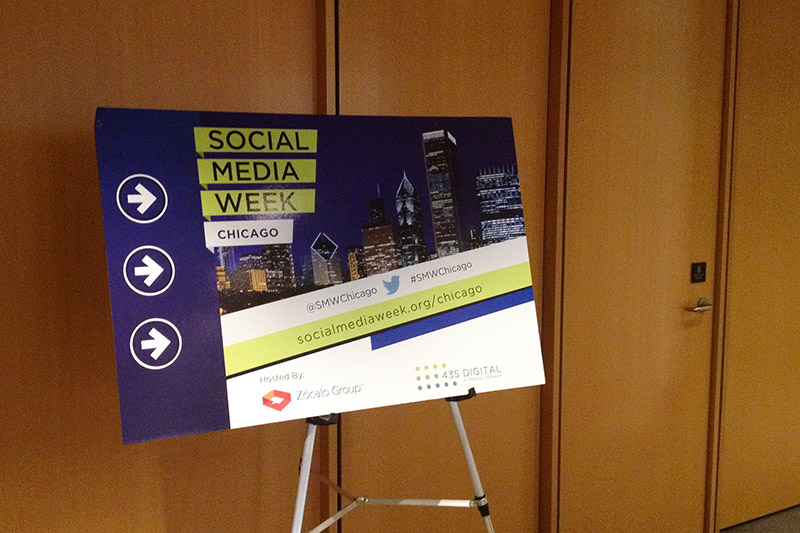 SOCIAL
MEDIA
WEEK
CHICAGO
@SMWChicago #SMWChicago
socialmediaweek.org/chicago
Hosted By:
Zócalo Group
435 DIGITAL